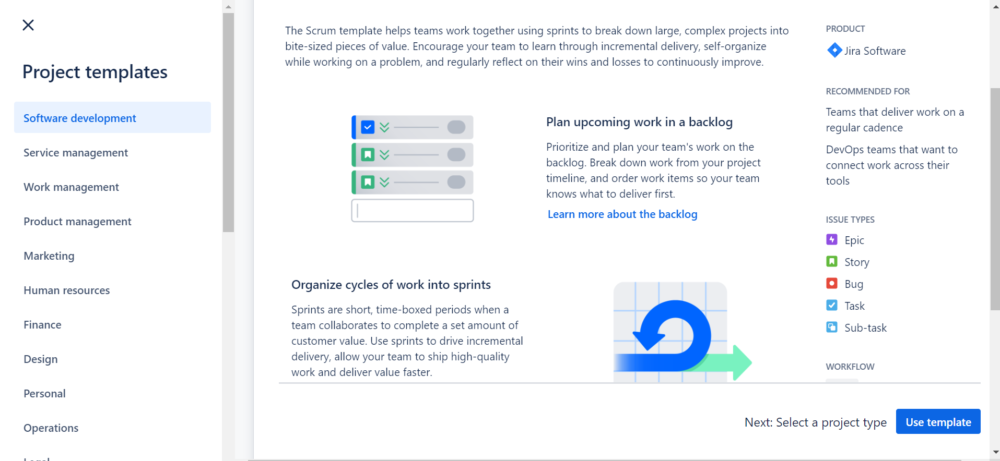 Project templates
Software development
Service management
Work management
Product management
Marketing
Human resources
Finance
Design
Personal
Operations
The Scrum template helps teams work together using sprints to break down large, complex projects into
bite-sized pieces of value. Encourage your team to learn through incremental delivery, self-organize
while working on a problem, and regularly reflect on their wins and losses to continuously improve.
Plan upcoming work in a backlog
Prioritize and plan your team's work on the
backlog. Break down work from your project
timeline, and order work items so your team
knows what to deliver first.
Learn more about the backlog
Organize cycles of work into sprints
Sprints are short, time-boxed periods when a
team collaborates to complete a set amount of
customer value. Use sprints to drive incremental
delivery, allow your team to ship high-quality
work and deliver value faster.
PRODUCT
Jira Software
RECOMMENDED FOR
Teams that deliver work on a
regular cadence
DevOps teams that want to
connect work across their
tools
ISSUE TYPES
Epic
Story
Bug
Task
Sub-task
WORKFLOW
Next: Select a project type
Use template